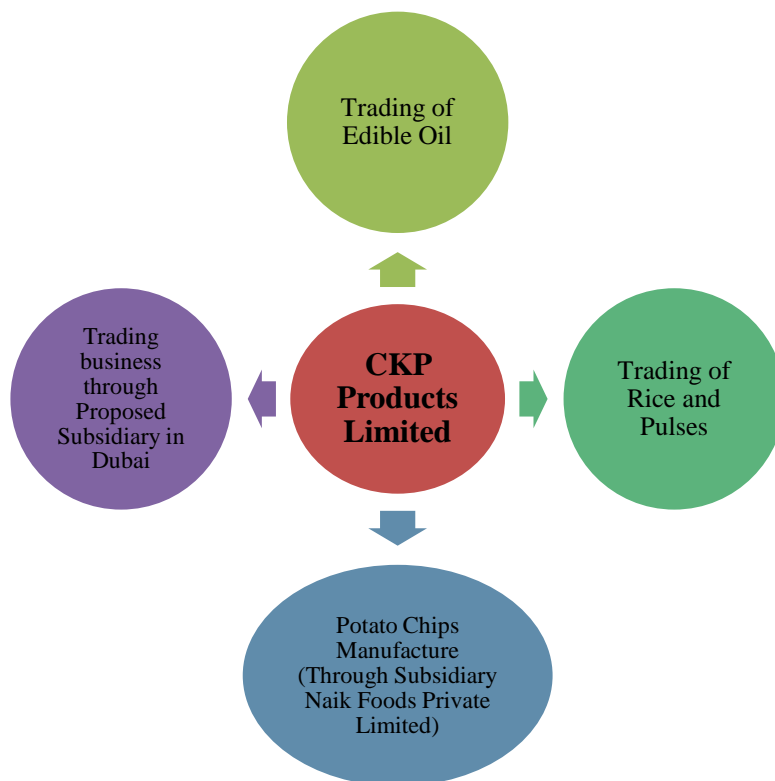 Trading of
Edible Oil
Trading
business
through
Proposed
Subsidiary in
Dubai
CKP
Products
Limited
Trading of
Rice and
Pulses
Potato Chips
Manufacture
(Through Subsidiary
Naik Foods Private
Limited)